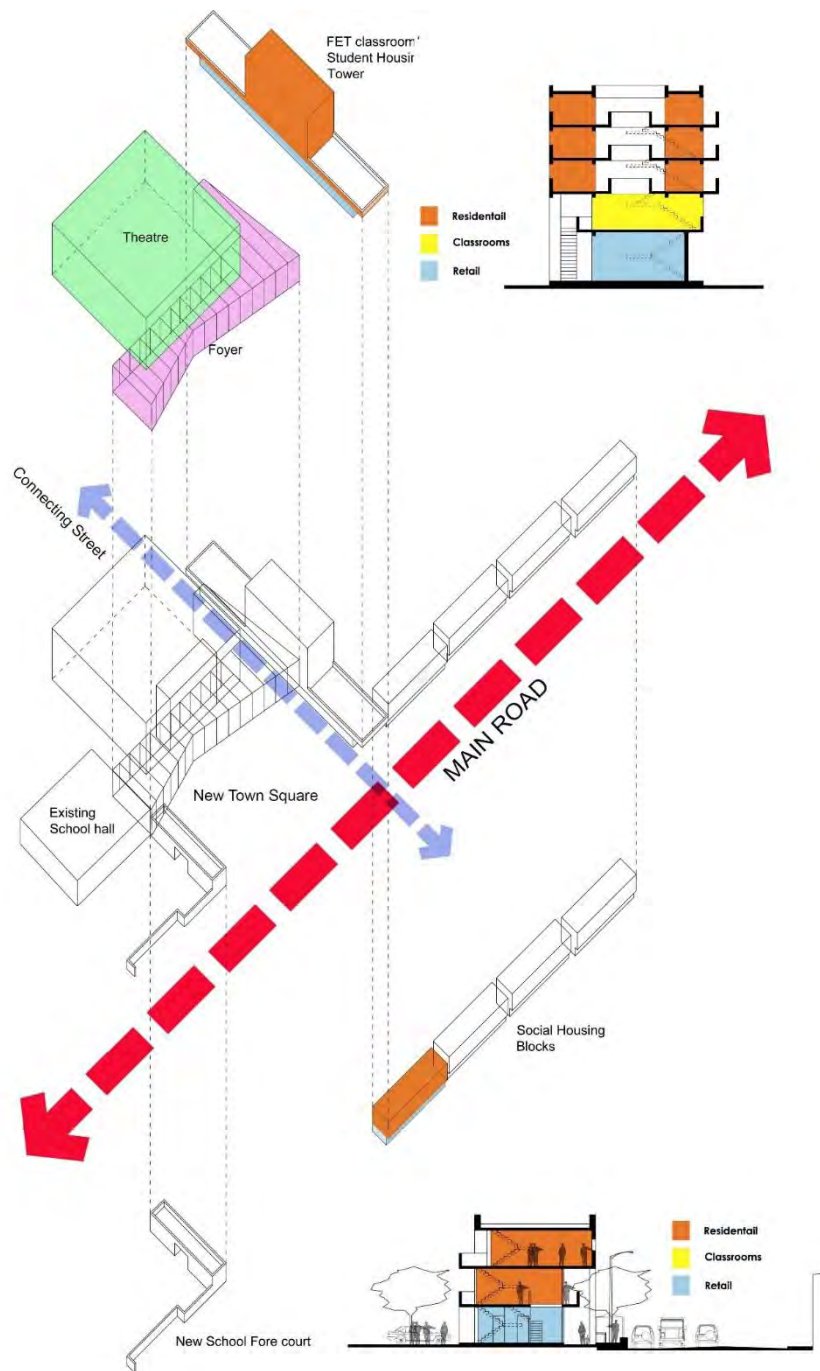 FET classroom
Student Housin
Tower
Theatre
Foyer
Residentail
Classrooms
Retail
Connecting Street
MAIN ROAD
New Town Square
Existing
School hall
Social Housing
Blocks
Residentail
Classrooms
Retail
New School Fore court